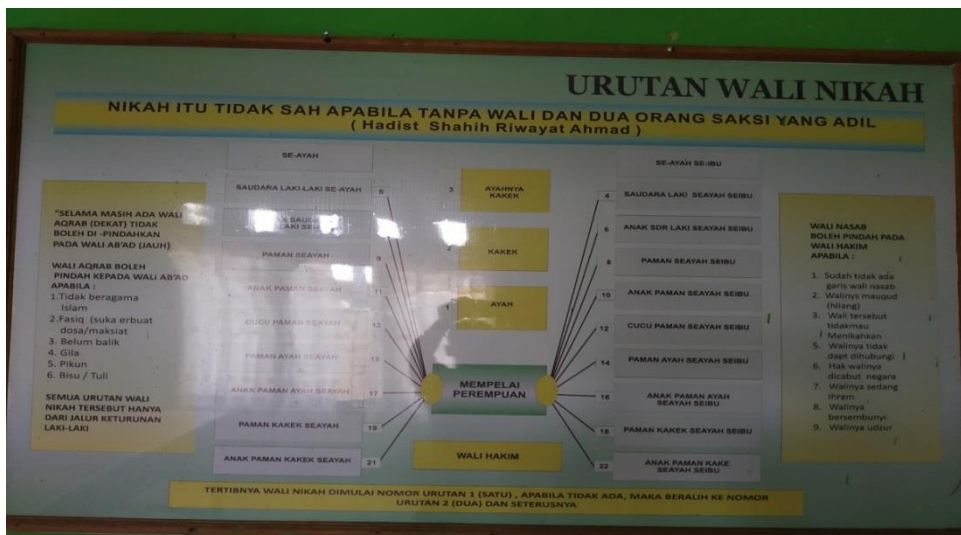 URUTAN WALI NIKAH
NIKAH ITU TIDAK SAH APABILA TANPA WALI DAN DUA ORANG SAKSI YANG ADIL
( Hadist Shahih Riwayat Ahmad )
"SELAMA MASIH ADA WALI
AQRAB (DEKAT) TIDAK
BOLEH DI -PINDAHKAN
PADA WALI AB'AD (JAUH)
WALI AQRAB BOLEH
PINDAH KEPADA WALI AB'AD
APABILA :
1.Tidak beragama
Islam
2.Fasiq (suka erbuat
dosa/maksiat
3. Belum balik
4. Gila
5. Pikun
6. Bisu / Tuli
SEMUA URUTAN WALI
NIKAH TERSEBUT HANYA
DARI JALUR KETURUNAN
LAKI-LAKI
SE-AYAH
SAUDARA LAKI-LAKI SE-AYAH
LAKI
PAMAN SEAYAH 9
ANAK PAMAN SEAYAH 11
CUCU PAMAN SEAYAH 13
PAMAN AYAH SEAYAH
ANAK PAMAN AYAH SEAYAH 17
PAMAN KAKEK SEAYAH 19
ANAK PAMAN KAKEK SEAYAH 21
3 AYAHNYA
KAKEK
2 KAKEK
1 AYAH
MEMPELAI
PEREMPUAN
WALI HAKIM
SE-AYAH SE-IBU
4 SAUDARA LAKI SEAYAH SEIBU
6 ANAK SDR LAKI SEAYAH SEIBU
8 PAMAN SEAYAH SEIBU
10 ANAK PAMAN SEAYAH SEIBU
12 CUCU PAMAN SEAYAH SEIBU
14 PAMAN AYAH SEAYAH SEIBU
16 ANAK PAMAN AYAH
SEAYAH SEIBU
18 PAMAN KAKEK SEAYAH SEIBU
22 ANAK PAMAN KAKE
SEAYAH SEIBU
WALI NASAB
BOLEH PINDAH PADA
WALI HAKIM
APABILA :
1. Sudah tidak ada
garis wali nasab
2. Walinya mauqud
(hilang)
3. Wali tersebut
tidakmau
Menikahkan
5. Walinya tidak
dapt dihubungi
6. Hak walinya
dicabut negara
7. Walinya sedang
Ihram
8. Walinya
bersembunyi
9. Walinya udzur
TERTIBNYA WALI NIKAH DIMULAI NOMOR URUTAN 1 (SATU) , APABILA TIDAK ADA, MAKA BERALIH KE NOMOR
URUTAN 2 (DUA) DAN SETERUSNYA